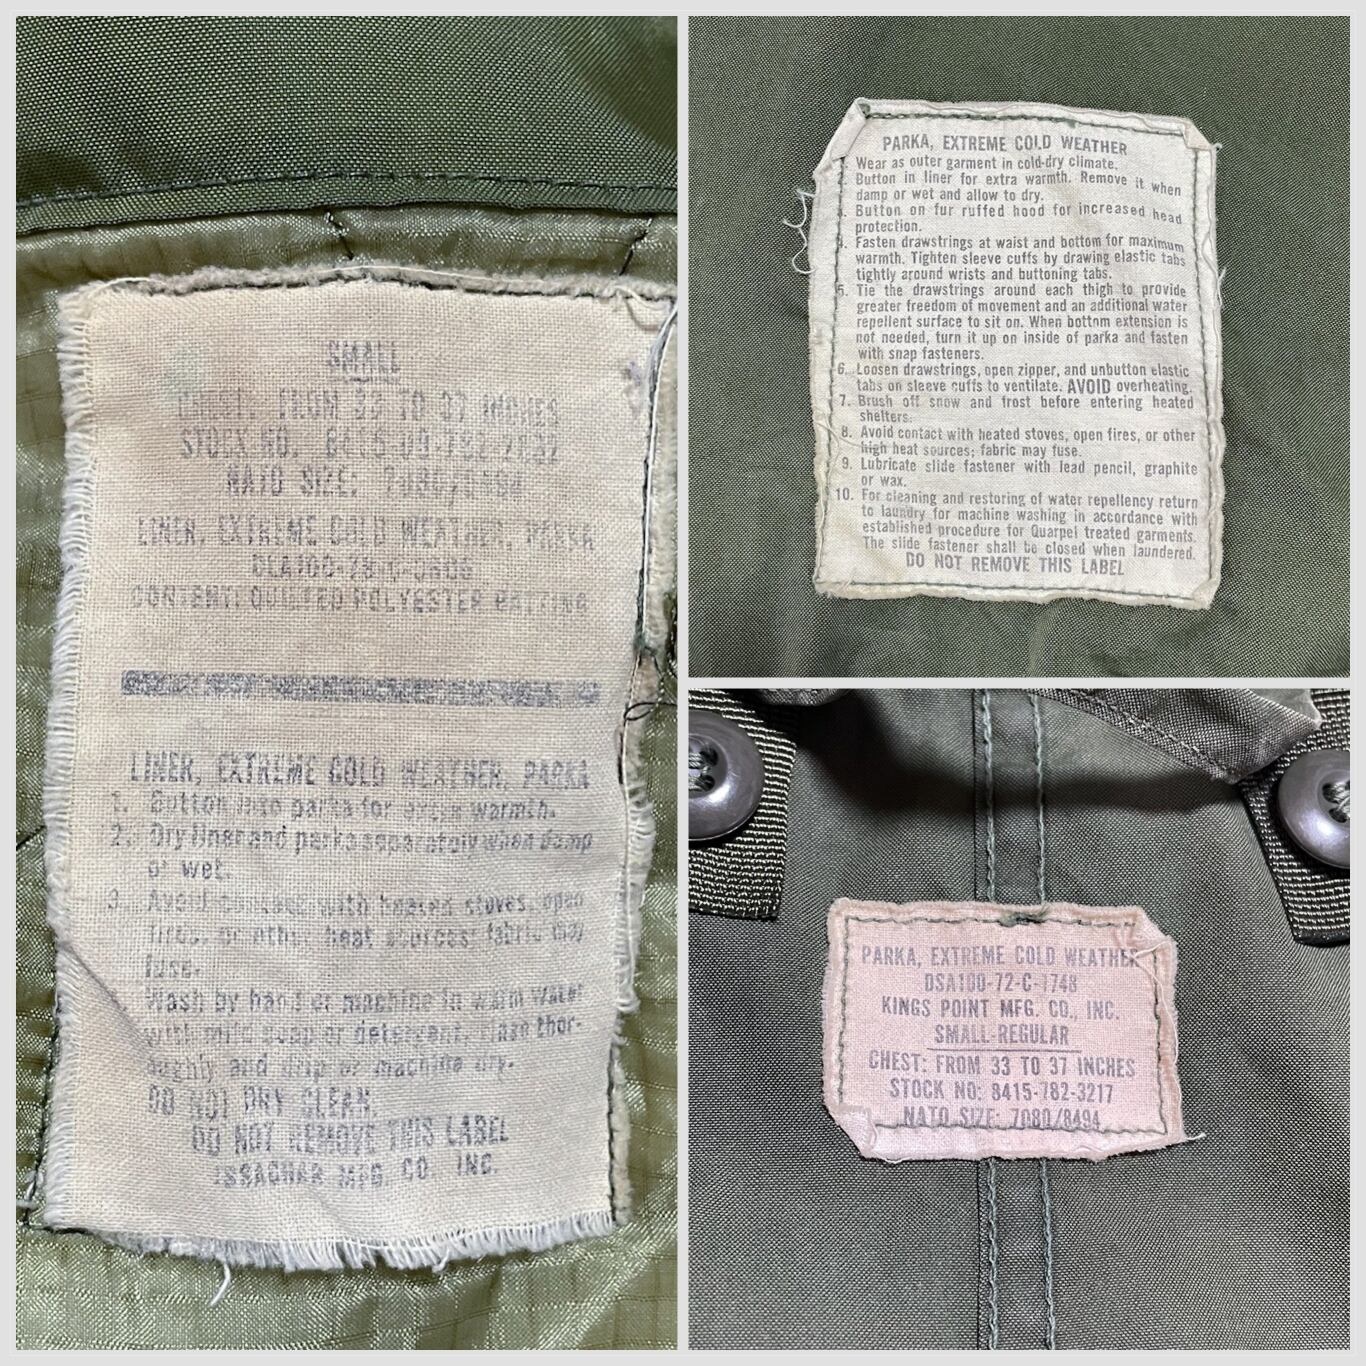 SMALL
CHEST: FROM 33 TO 37 INCHES
STOCK NO.
NATO SIZE:
LINER, EXTREME COLD WEATHER, PARKA
CONTENT: QUILTED POLYESTER BATTING
LINER, EXTREME COLD WEATHER, PARKA
1. Button into parka for extra warmth.
2. Dry liner and parka separately when damp
or wet.
3. Avoid contact with heated stoves, open
fires, or other heat sources; fabric may
fuse.
Wash by hand or machine in warm water
with mild soap or detergent. thor-
oughly and drip or machine dry.
DO NOT DRY CLEAN.
DO NOT REMOVE THIS LABEL
ISSACHAR MFG. CO. INC.
PARKA, EXTREME COLD WEATHER
1. Wear as outer garment in cold-dry climate.
2. Button in liner for extra warmth. Remove it when
damp or wet and allow to dry.
3. Button on fur ruffed hood for increased head
protection.
4. Fasten drawstrings at waist and bottom for maximum
warmth. Tighten sleeve cuffs by drawing elastic tabs
tightly around wrists and buttoning tabs.
5. Tie the drawstrings around each thigh to provide
greater freedom of movement and an additional water
repellent surface to sit on. When bottom extension is
not needed, turn it up on inside of parka and fasten
with snap fasteners.
6. Loosen drawstrings, open zipper, and unbutton elastic
tabs on sleeve cuffs to ventilate. AVOID overheating.
7. Brush off snow and frost before entering heated
shelters.
8. Avoid contact with heated stoves, open fires, or other
high heat sources; fabric may fuse.
9. Lubricate slide fastener with lead pencil, graphite
or wax.
10. For cleaning and restoring of water repellency return
to laundry for machine washing in accordance with
established procedure for Quarpel treated garments.
The slide fastener shall be closed when laundered.
DO NOT REMOVE THIS LABEL
PARKA, EXTREME COLD WEATHER
DSA100-72-C-1748
KINGS POINT MFG. CO., INC.
SMALL-REGULAR
CHEST: FROM 33 TO 37 INCHES
STOCK NO: 8415-782-3217
NATO SIZE: 7080/8494